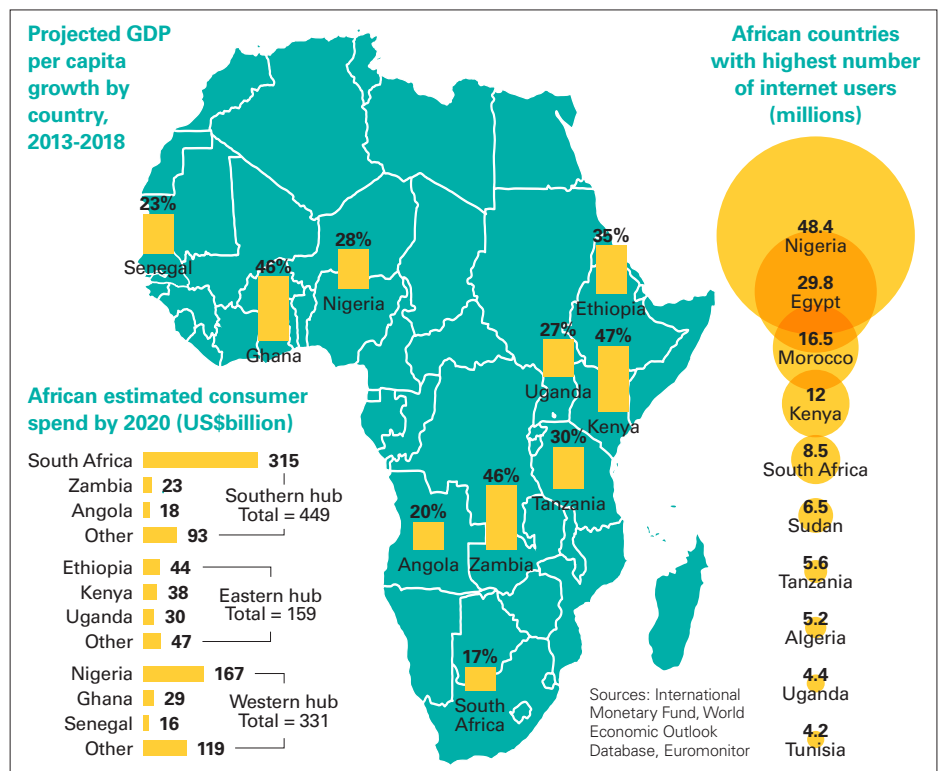 Projected GDP
per capita
growth by
country,
2013-2018
African countries
with highest number
of internet users
(millions)
23%
Senegal
46%
Ghana
28%
Nigeria
35%
Ethiopia
27%
Uganda
47%
Kenya
30%
Tanzania
20%
Angola
46%
Zambia
17%
South
Africa
48.4
Nigeria
29.8
Egypt
16.5
Morocco
12
Kenya
8.5
South Africa
6.5
Sudan
5.6
Tanzania
5.2
Algeria
4.4
Uganda
4.2
Tunisia
African estimated consumer
spend by 2020 (US$billion)
South Africa 315
Zambia 23
Angola 18
Other 93
Southern hub
Total = 449
Ethiopia 44
Kenya 38
Uganda 30
Other 47
Eastern hub
Total = 159
Nigeria 167
Ghana 29
Senegal 16
Other 119
Western hub
Total = 331
Sources: International
Monetary Fund, World
Economic Outlook
Database, Euromonitor